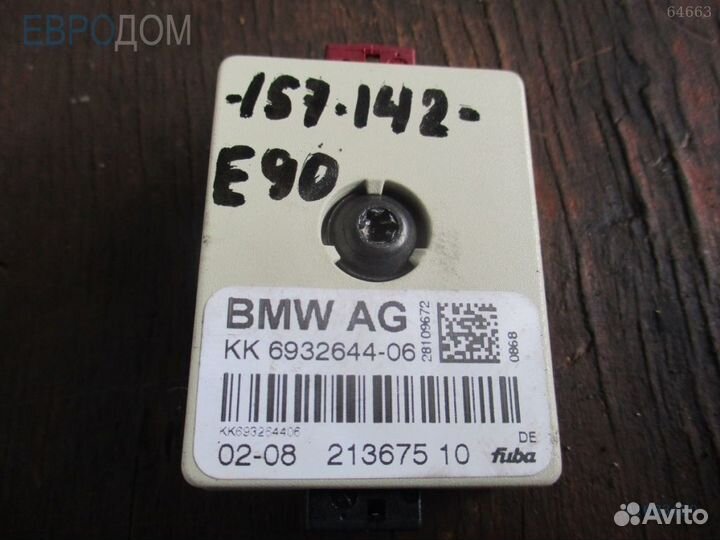 ЕВРОДОМ
64663
-157.142-
E90
BMW AG
KK 6932644-06
28109672
0868
KK693264406
DE
02-08 213675 10
fuba
Avito